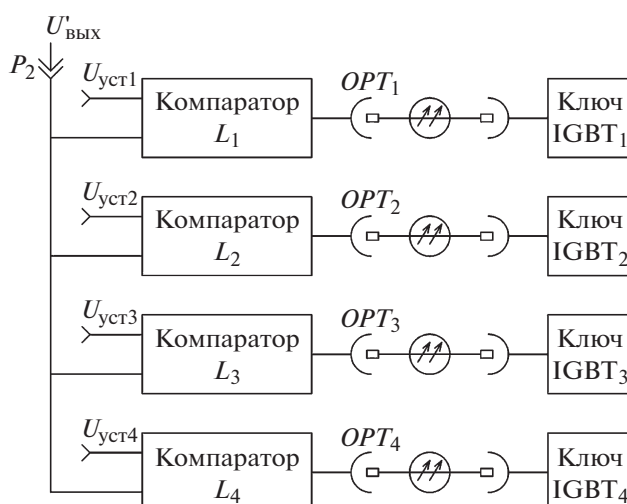 U'вых
P₂
Uуст1
Компаратор
L₁
OPT₁
Ключ
IGBT₁
Uуст2
Компаратор
L₂
OPT₂
Ключ
IGBT₂
Uуст3
Компаратор
L₃
OPT₃
Ключ
IGBT₃
Uуст4
Компаратор
L₄
OPT₄
Ключ
IGBT₄